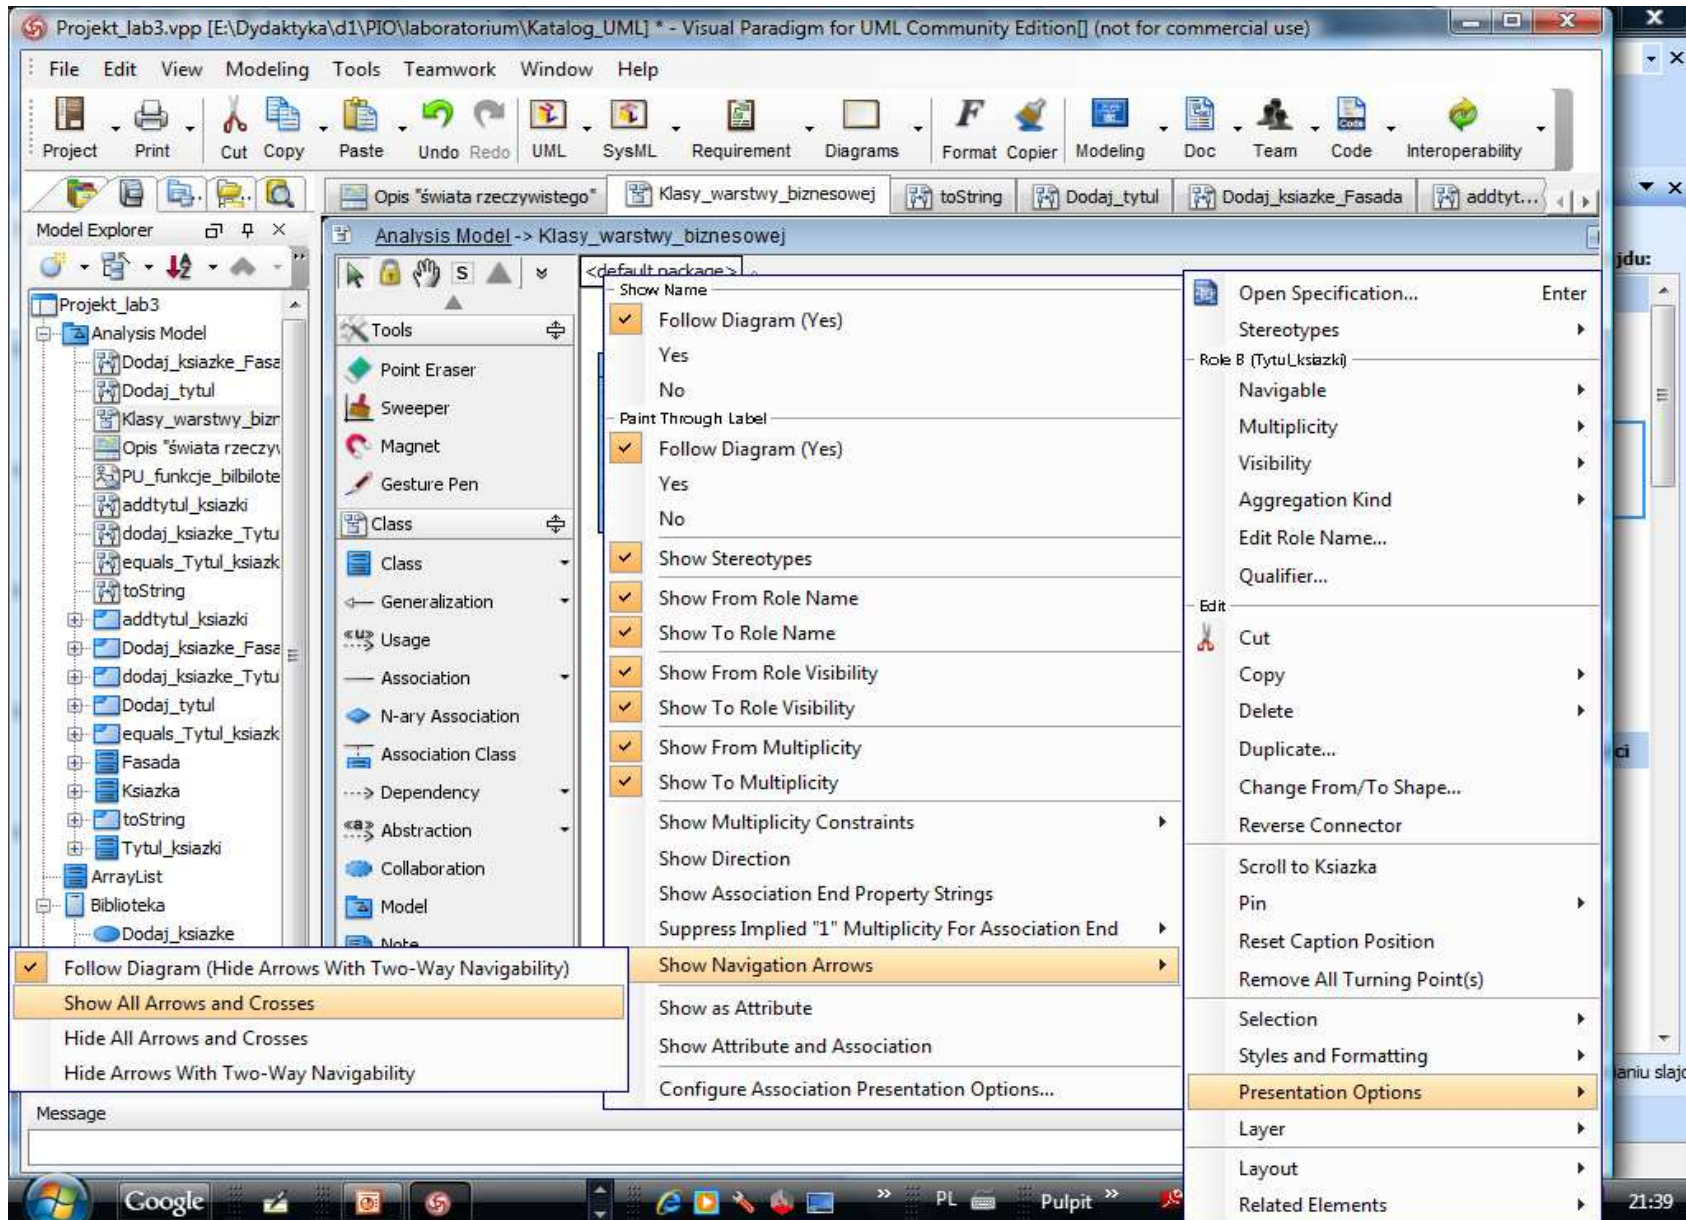 Projekt_lab3.vpp [E:\Dydaktyka\d1\PIO\laboratorium\Katalog_UML] * - Visual Paradigm for UML Community Edition[] (not for commercial use)
File Edit View Modeling Tools Teamwork Window Help
Project Print Cut Copy Paste Undo Redo UML SysML Requirement Diagrams Format Copier Modeling Doc Team Code Interoperability
Opis "świata rzeczywistego" Klasy_warstwy_biznesowej toString Dodaj_tytul Dodaj_ksiazke_Fasada addtyt...
Model Explorer
Analysis Model -> Klasy_warstwy_biznesowej
<default package>
Projekt_lab3
Analysis Model
Dodaj_ksiazke_Fasa
Dodaj_tytul
Klasy_warstwy_bizn
Opis "świata rzeczyw
PU_funkcje_bilbilote
addtytul_ksiazki
dodaj_ksiazke_Tytu
equals_Tytul_ksiazk
toString
addtytul_ksiazki
Dodaj_ksiazke_Fasa
dodaj_ksiazke_Tytu
Dodaj_tytul
equals_Tytul_ksiazk
Fasada
Ksiazka
toString
Tytul_ksiazki
ArrayList
Biblioteka
Dodaj_ksiazke
Tools
Point Eraser
Sweeper
Magnet
Gesture Pen
Class
Class
Generalization
Usage
Association
N-ary Association
Association Class
Dependency
Abstraction
Collaboration
Model
Note
Show Name
Follow Diagram (Yes)
Yes
No
Paint Through Label
Follow Diagram (Yes)
Yes
No
Show Stereotypes
Show From Role Name
Show To Role Name
Show From Role Visibility
Show To Role Visibility
Show From Multiplicity
Show To Multiplicity
Show Multiplicity Constraints
Show Direction
Show Association End Property Strings
Suppress Implied "1" Multiplicity For Association End
Show Navigation Arrows
Show as Attribute
Show Attribute and Association
Configure Association Presentation Options...
Open Specification... Enter
Stereotypes
Role B (Tytul_ksiazki)
Navigable
Multiplicity
Visibility
Aggregation Kind
Edit Role Name...
Qualifier...
Edit
Cut
Copy
Delete
Duplicate...
Change From/To Shape...
Reverse Connector
Scroll to Ksiazka
Pin
Reset Caption Position
Remove All Turning Point(s)
Selection
Styles and Formatting
Presentation Options
Layer
Layout
Related Elements
Follow Diagram (Hide Arrows With Two-Way Navigability)
Show All Arrows and Crosses
Hide All Arrows and Crosses
Hide Arrows With Two-Way Navigability
Message
jdu:
ci
aniu slajd
Google PL Pulpit 21:39